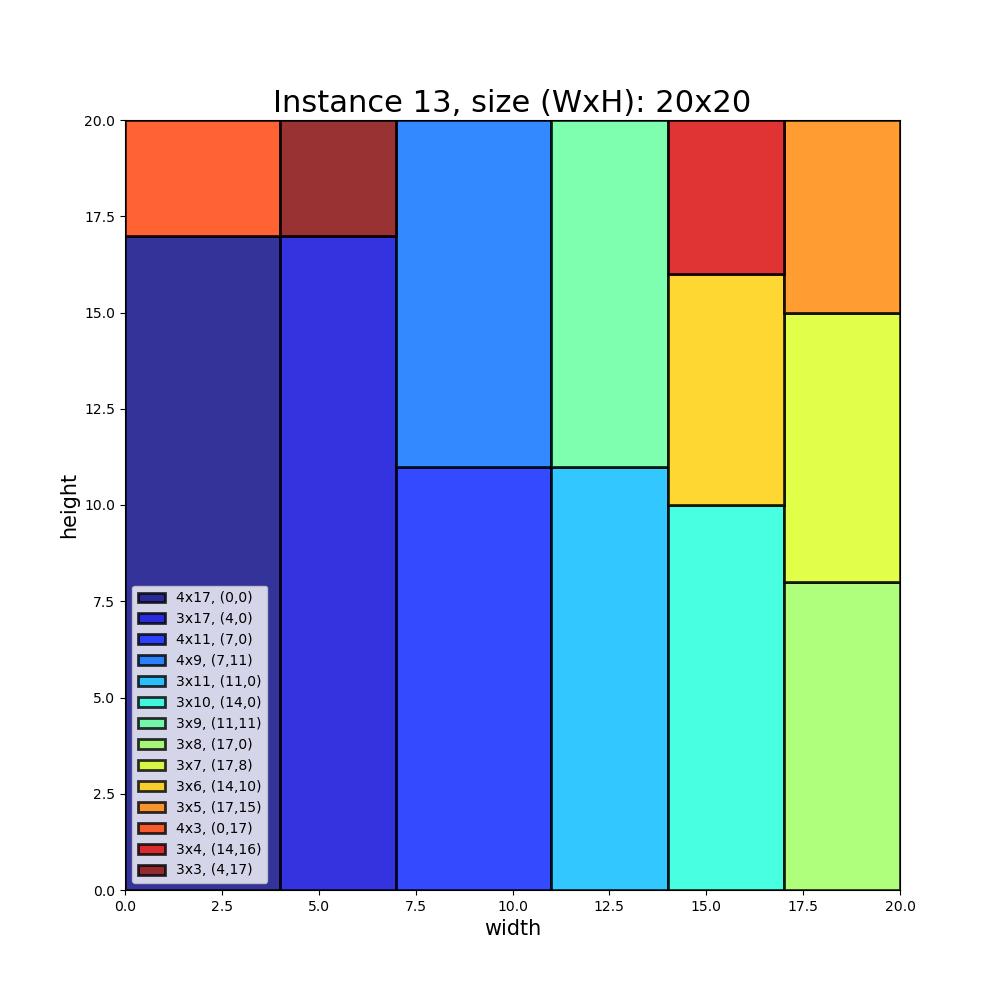 Instance 13, size (WxH): 20x20
height
20.0
17.5
15.0
12.5
10.0
7.5
5.0
2.5
0.0
4x17, (0,0)
3x17, (4,0)
4x11, (7,0)
4x9, (7,11)
3x11, (11,0)
3x10, (14,0)
3x9, (11,11)
3x8, (17,0)
3x7, (17,8)
3x6, (14,10)
3x5, (17,15)
4x3, (0,17)
3x4, (14,16)
3x3, (4,17)
0.0 2.5 5.0 7.5 10.0 12.5 15.0 17.5 20.0
width